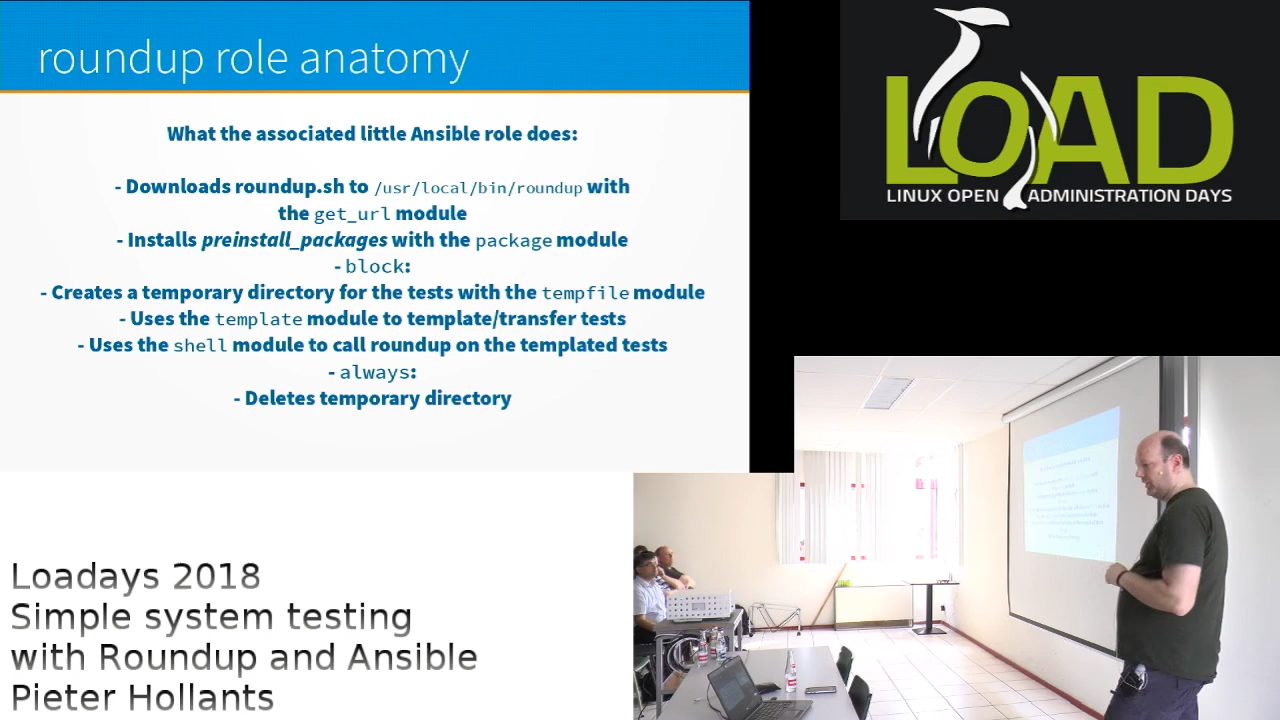 roundup role anatomy
What the associated little Ansible role does:
- Downloads roundup.sh to /usr/local/bin/roundup with
the get_url module
- Installs preinstall_packages with the package module
- block:
- Creates a temporary directory for the tests with the tempfile module
- Uses the template module to template/transfer tests
- Uses the shell module to call roundup on the templated tests
- always:
- Deletes temporary directory
LOAD
LINUX OPEN ADMINISTRATION DAYS
Loadays 2018
Simple system testing
with Roundup and Ansible
Pieter Hollants